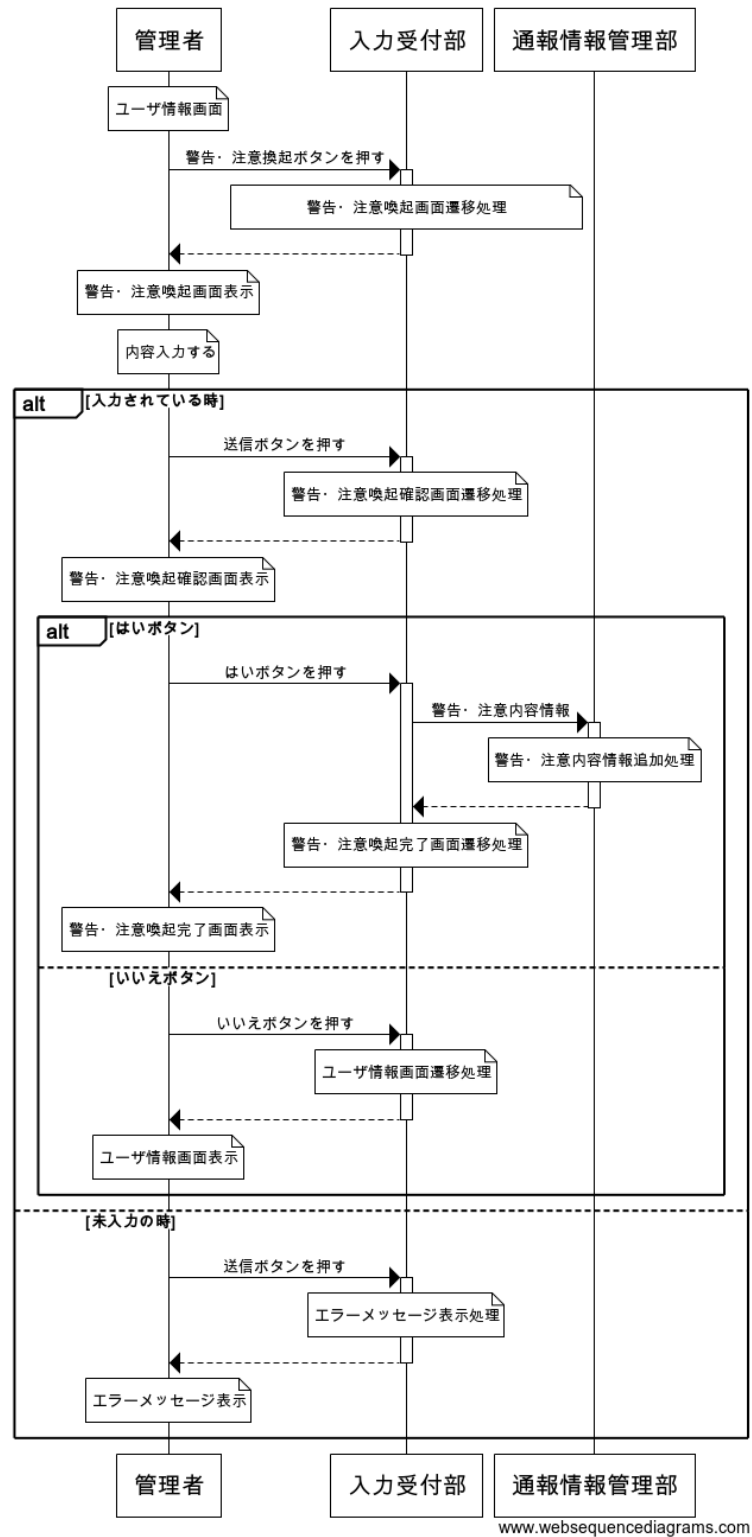 管理者
入力受付部
通報情報管理部
ユーザ情報画面
警告・注意換起ボタンを押す
警告・注意喚起画面遷移処理
警告・注意喚起画面表示
内容入力する
alt
[入力されている時]
送信ボタンを押す
警告・注意喚起確認画面遷移処理
警告・注意喚起確認画面表示
alt
[はいボタン]
はいボタンを押す
警告・注意内容情報
警告・注意内容情報追加処理
警告・注意喚起完了画面遷移処理
警告・注意喚起完了画面表示
[いいえボタン]
いいえボタンを押す
ユーザ情報画面遷移処理
ユーザ情報画面表示
[未入力の時]
送信ボタンを押す
エラーメッセージ表示処理
エラーメッセージ表示
管理者
入力受付部
通報情報管理部
www.websequencediagrams.com